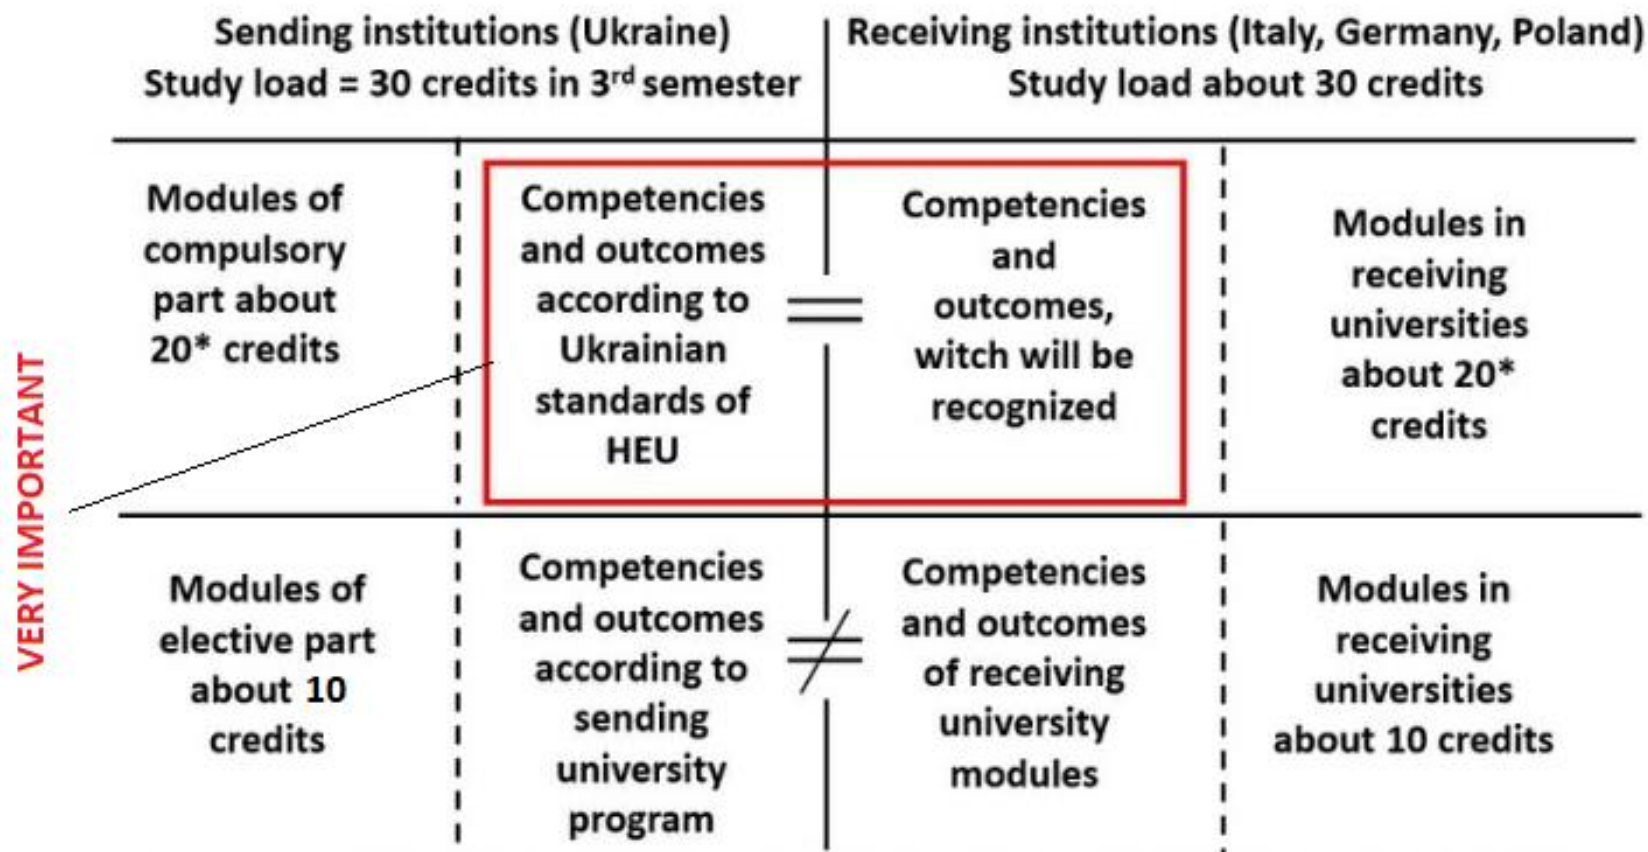 Sending institutions (Ukraine)
Study load = 30 credits in 3rd semester
Receiving institutions (Italy, Germany, Poland)
Study load about 30 credits
VERY IMPORTANT
Modules of
compulsory
part about
20* credits
Competencies
and outcomes
according to
Ukrainian
standards of
HEU
=
Competencies
and
outcomes,
witch will be
recognized
Modules in
receiving
universities
about 20*
credits
Modules of
elective part
about 10
credits
Competencies
and outcomes
according to
sending
university
program
≠
Competencies
and outcomes
of receiving
university
modules
Modules in
receiving
universities
about 10 credits